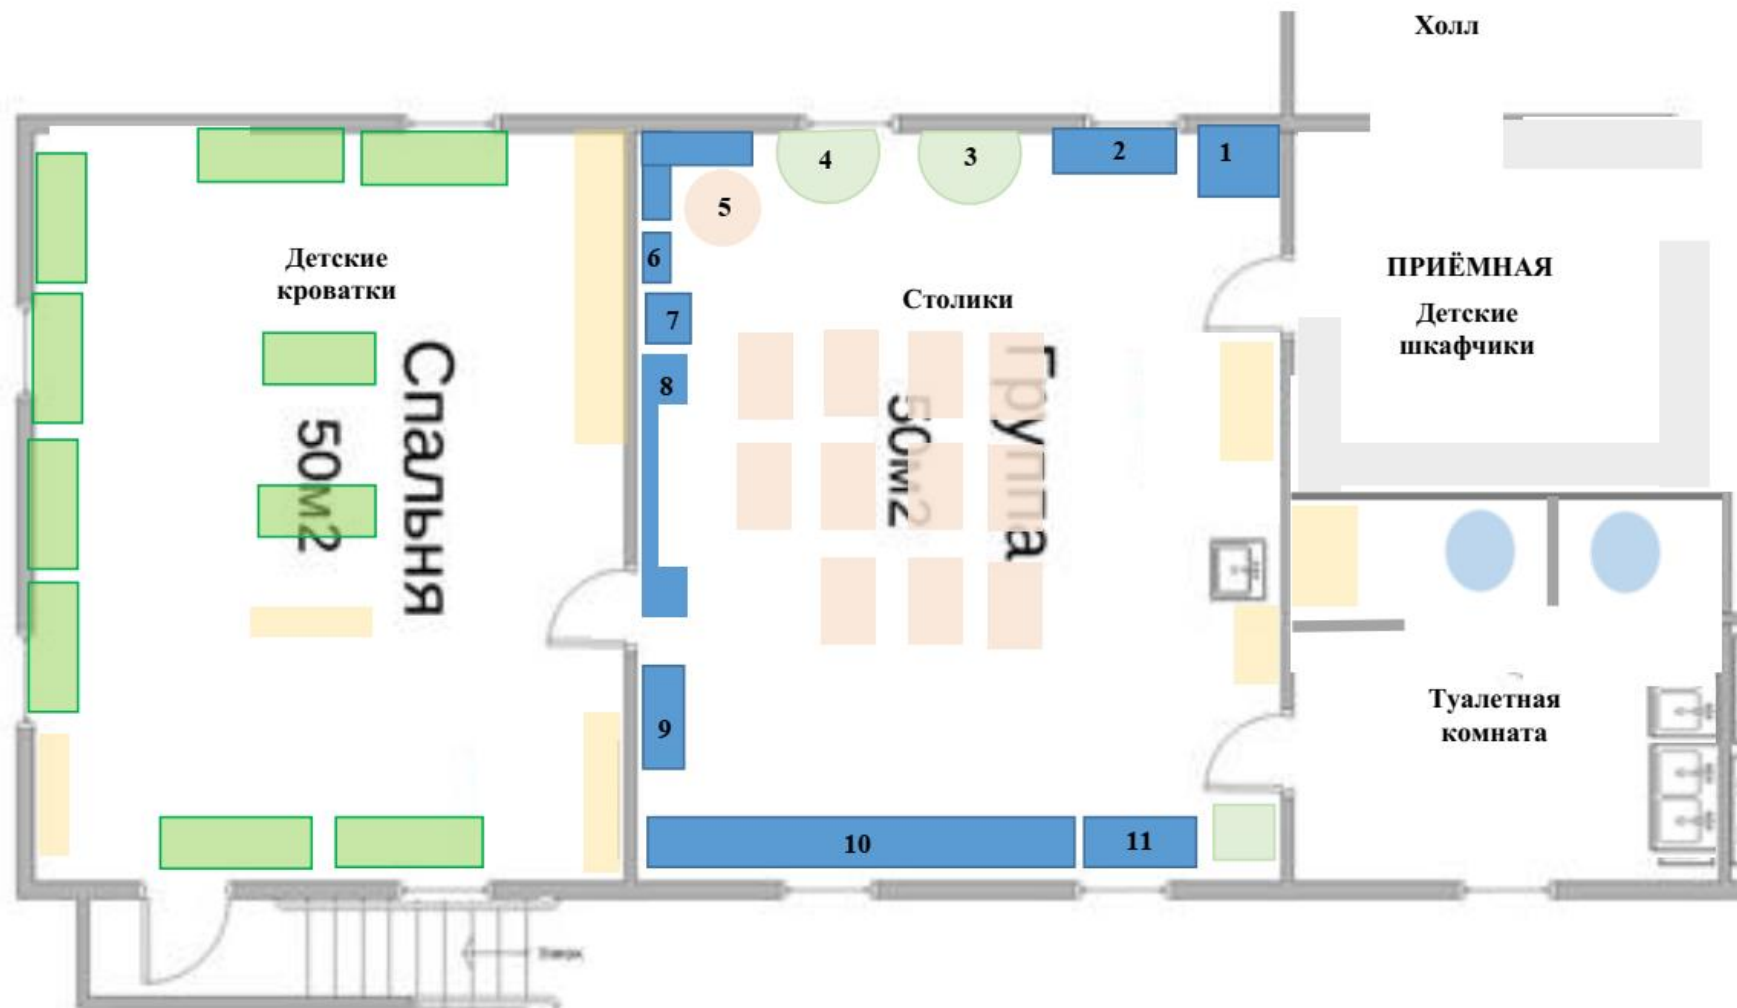 Холл
4
3
2
1
5
6
7
8
9
10
11
Детские
кроватки
Спальня
50м2
Столики
Группа
50м2
ПРИЁМНАЯ
Детские
шкафчики
Туалетная
комната
Вверх